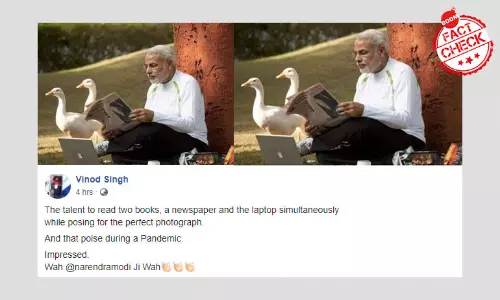 BOOM
FACT
CHECK
Vinod Singh
4 hrs ·
The talent to read two books, a newspaper and the laptop simultaneously
while posing for the perfect photograph.
And that poise during a Pandemic.
Impressed.
Wah @narendramodi Ji Wah👏🏻👏🏻👏🏻